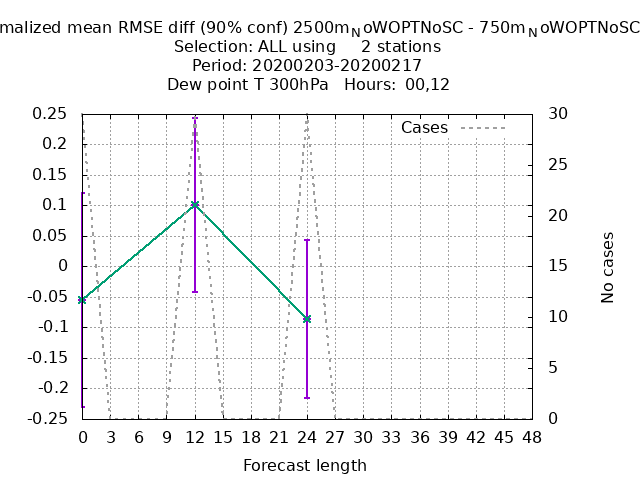 malized mean RMSE diff (90% conf) 2500mNoWOPTNoSC - 750mNoWOPTNoSC
Selection: ALL using 2 stations
Period: 20200203-20200217
Dew point T 300hPa Hours: 00,12
Cases
0.25
0.2
0.15
0.1
0.05
0
-0.05
-0.1
-0.15
-0.2
-0.25
30
25
20
15
10
5
0
No cases
0 3 6 9 12 15 18 21 24 27 30 33 36 39 42 45 48
Forecast length